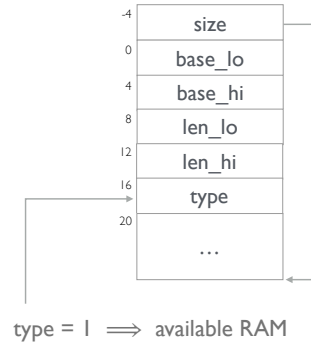 -4
size
0
base_lo
4
base_hi
8
len_lo
12
len_hi
16
type
20
...
type = 1 ⟹ available RAM